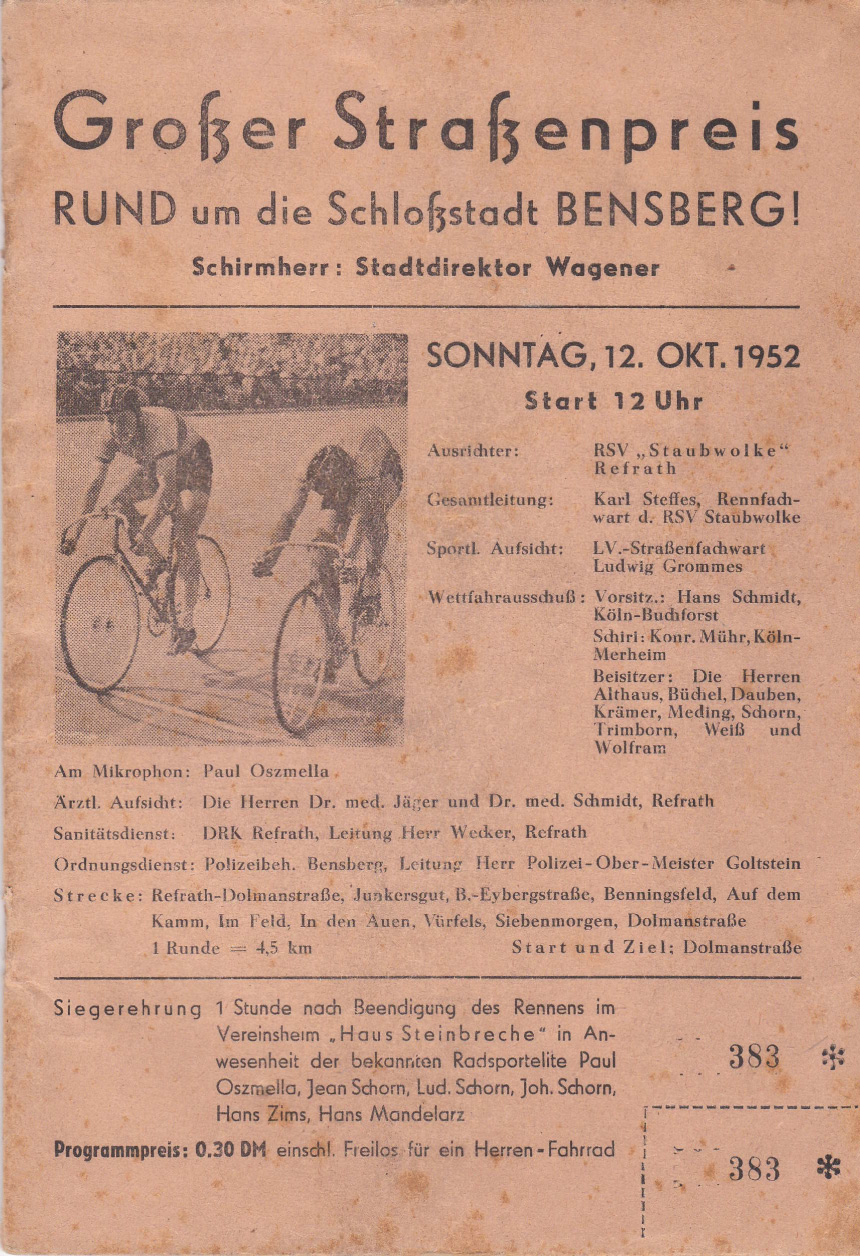 Großer Straßenpreis
RUND um die Schloßstadt BENSBERG!
Schirmherr: Stadtdirektor Wagener
SONNTAG, 12. OKT. 1952
Start 12 Uhr
Ausrichter: RSV „Staubwolke“
Refrath
Gesamtleitung: Karl Steffes, Rennfach-
wart d. RSV Staubwolke
Sportl. Aufsicht: LV.-Straßenfachwart
Ludwig Grommes
Wettfahrausschuß: Vorsitz.: Hans Schmidt,
Köln-Buchforst
Schiri: Konr. Mühr, Köln-
Merheim
Beisitzer: Die Herren
Althaus, Büchel, Dauben,
Krämer, Meding, Schorn,
Trimborn, Weiß und
Wolfram
Am Mikrophon: Paul Oszmella
Ärztl. Aufsicht: Die Herren Dr. med. Jäger und Dr. med. Schmidt, Refrath
Sanitätsdienst: DRK Refrath, Leitung Herr Wecker, Refrath
Ordnungsdienst: Polizeibeh. Bensberg, Leitung Herr Polizei-Ober-Meister Goltstein
Strecke: Refrath-Dolmanstraße, Junkersgut, B.-Eybergstraße, Benningsfeld, Auf dem
Kamm, Im Feld, In den Auen, Vürfels, Siebenmorgen, Dolmanstraße
1 Runde = 4,5 km Start und Ziel; Dolmanstraße
Siegerehrung 1 Stunde nach Beendigung des Rennens im
Vereinsheim „Haus Steinbreche“ in An-
wesenheit der bekannten Radsportelite Paul
Oszmella, Jean Schorn, Lud. Schorn, Joh. Schorn,
Hans Zims, Hans Mandelarz
Programmpreis: 0.30 DM einschl. Freilos für ein Herren-Fahrrad
383 *
383 *